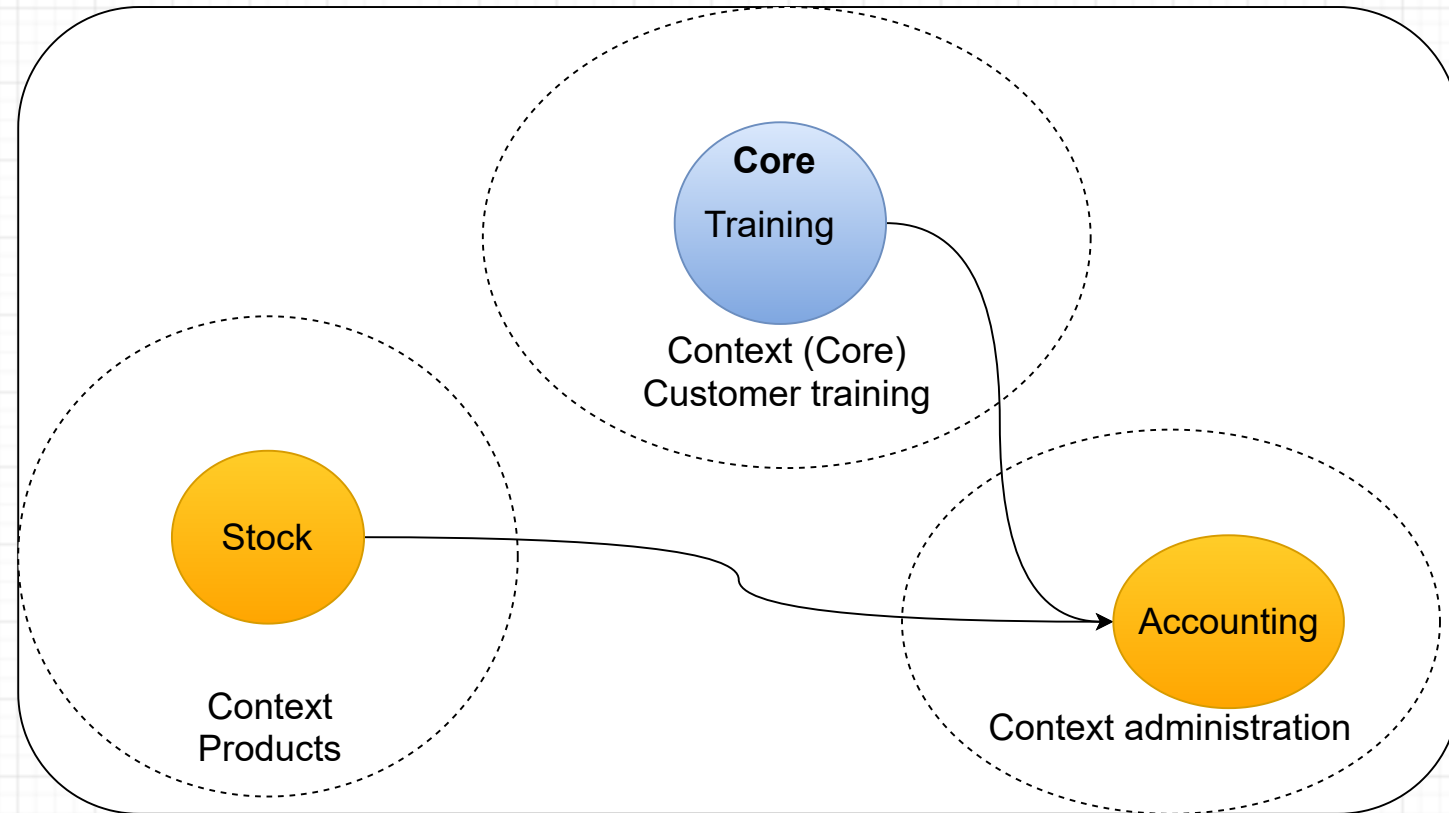 Core
Training
Context (Core)
Customer training
Stock
Context
Products
Accounting
Context administration